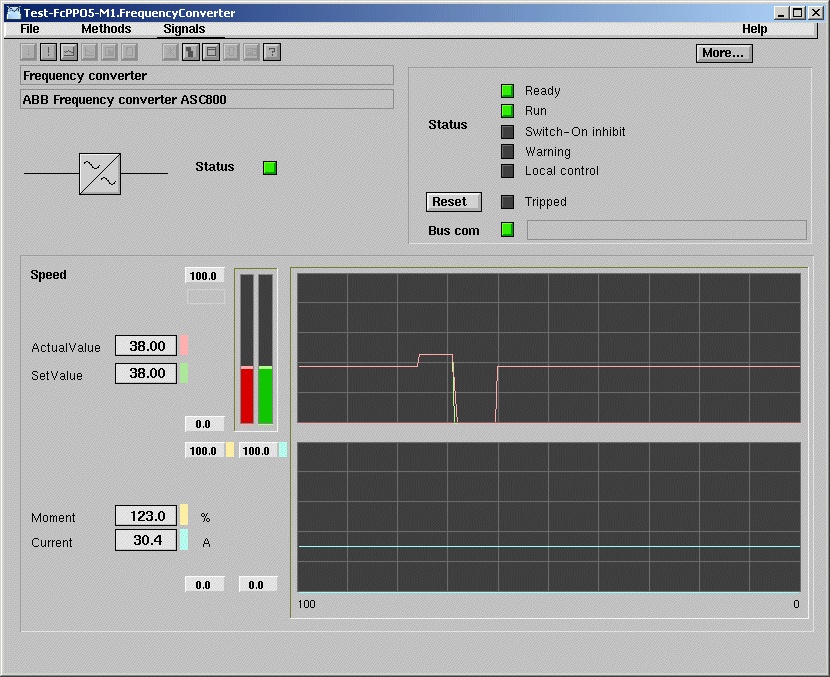 Test-FcPPO5-M1.FrequencyConverter
File Methods Signals Help
! ?
More...
Frequency converter
ABB Frequency converter ASC800
Status
Status
Ready
Run
Switch-On inhibit
Warning
Local control
Reset Tripped
Bus com
Speed 100.0
ActualValue 38.00
SetValue 38.00
0.0
100.0 100.0
Moment 123.0 %
Current 30.4 A
0.0 0.0
100 0